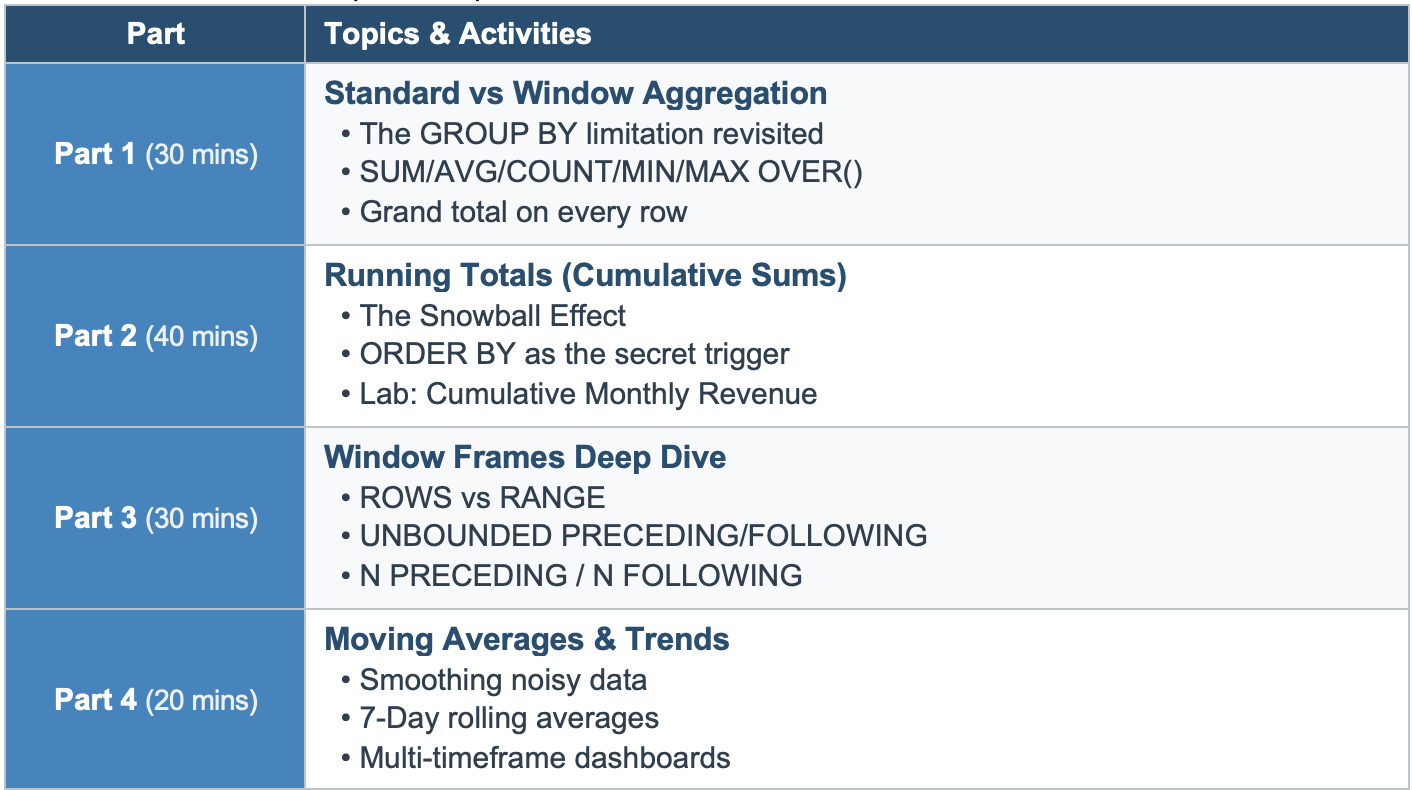 Part
Topics & Activities
Part 1 (30 mins)
Standard vs Window Aggregation
• The GROUP BY limitation revisited
• SUM/AVG/COUNT/MIN/MAX OVER()
• Grand total on every row
Part 2 (40 mins)
Running Totals (Cumulative Sums)
• The Snowball Effect
• ORDER BY as the secret trigger
• Lab: Cumulative Monthly Revenue
Part 3 (30 mins)
Window Frames Deep Dive
• ROWS vs RANGE
• UNBOUNDED PRECEDING/FOLLOWING
• N PRECEDING / N FOLLOWING
Part 4 (20 mins)
Moving Averages & Trends
• Smoothing noisy data
• 7-Day rolling averages
• Multi-timeframe dashboards